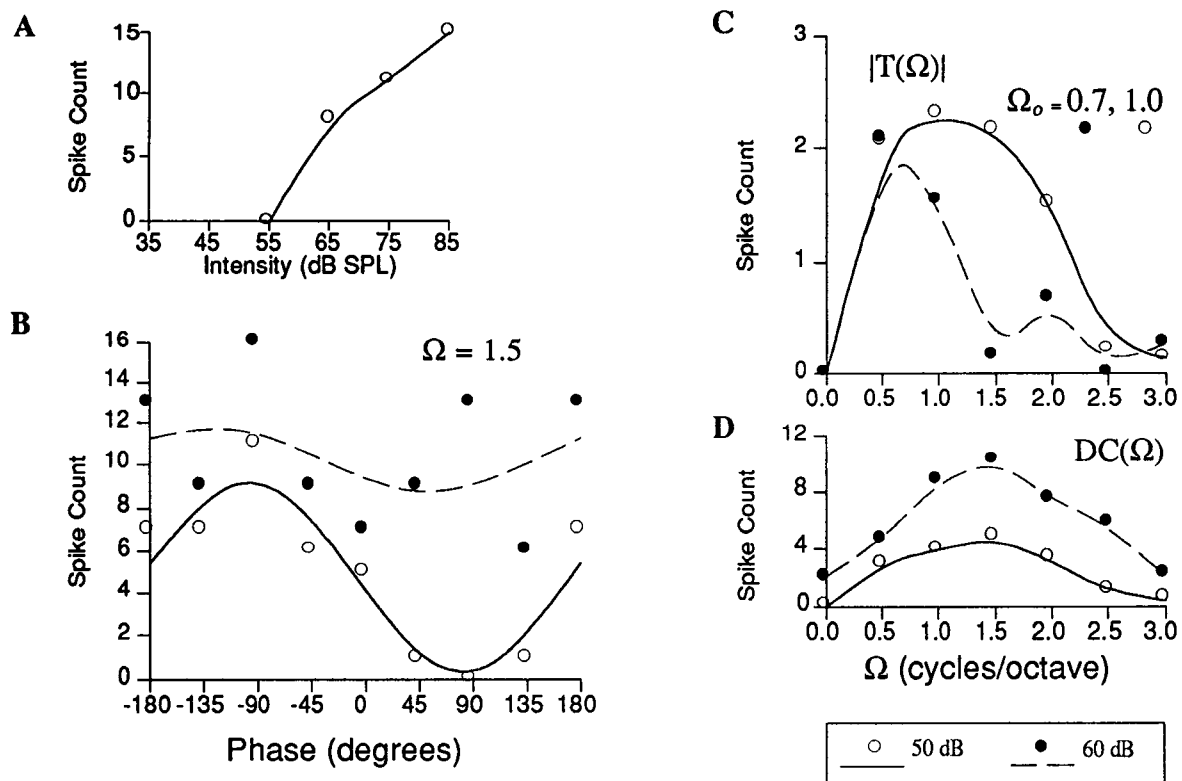 A
Spike Count
15
10
5
0
35 45 55 65 75 85
Intensity (dB SPL)
B
Ω = 1.5
Spike Count
16
14
12
10
8
6
4
2
0
-180 -135 -90 -45 0 45 90 135 180
Phase (degrees)
C
|T(Ω)|
Ωo = 0.7, 1.0
Spike Count
3
2
1
0
0.0 0.5 1.0 1.5 2.0 2.5 3.0
D
DC(Ω)
Spike Count
12
8
4
0
0.0 0.5 1.0 1.5 2.0 2.5 3.0
Ω (cycles/octave)
50 dB 60 dB